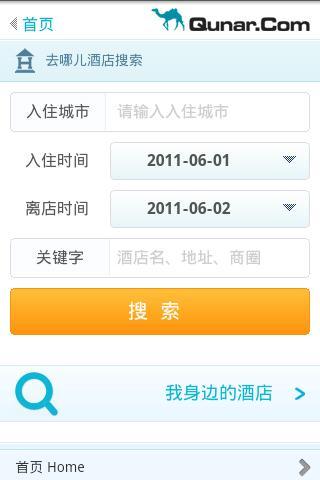 首页
Qunar.Com
去哪儿酒店搜索
入住城市 请输入入住城市
入住时间 2011-06-01
离店时间 2011-06-02
关键字 酒店名、地址、商圈
搜 索
我身边的酒店 >
首页 Home